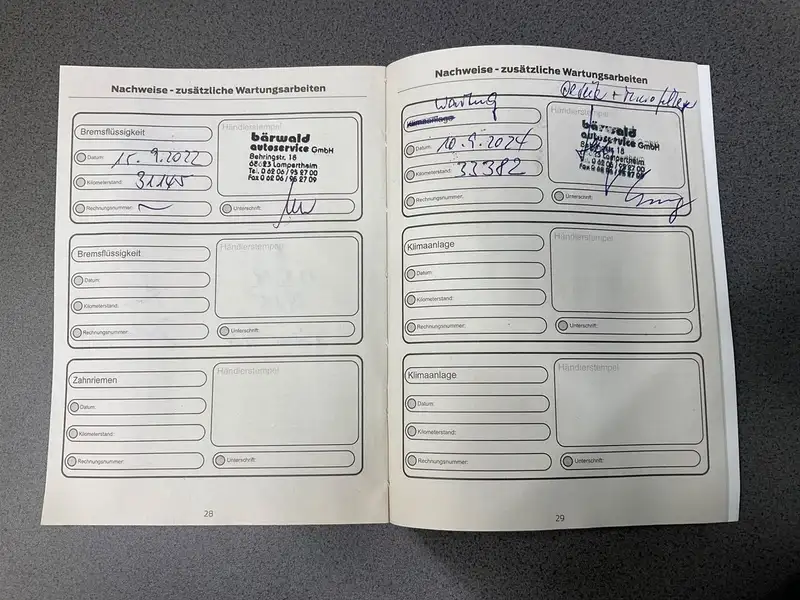 Nachweise - zusätzliche Wartungsarbeiten
Bremsflüssigkeit
Händlerstempel
bärwald
autoservice GmbH
Behringstr. 18
68623 Lampertheim
Tel. 0 62 06 / 95 27 00
Fax 0 62 06 / 95 27 09
Datum: 15.9.2022
Kilometerstand: 31145
Rechnungsnummer:
Unterschrift:
Bremsflüssigkeit
Händlerstempel
Datum:
Kilometerstand:
Rechnungsnummer:
Unterschrift:
Zahnriemen
Händlerstempel
Datum:
Kilometerstand:
Rechnungsnummer:
Unterschrift:
28
Nachweise - zusätzliche Wartungsarbeiten
Wartung
Klimaanlage
Händlerstempel
bärwald
autoservice GmbH
Lampertheim
Datum: 10.9.2024
Kilometerstand: 33382
Rechnungsnummer:
Unterschrift:
Klimaanlage
Händlerstempel
Datum:
Kilometerstand:
Rechnungsnummer:
Unterschrift:
Klimaanlage
Händlerstempel
Datum:
Kilometerstand:
Rechnungsnummer:
Unterschrift:
29